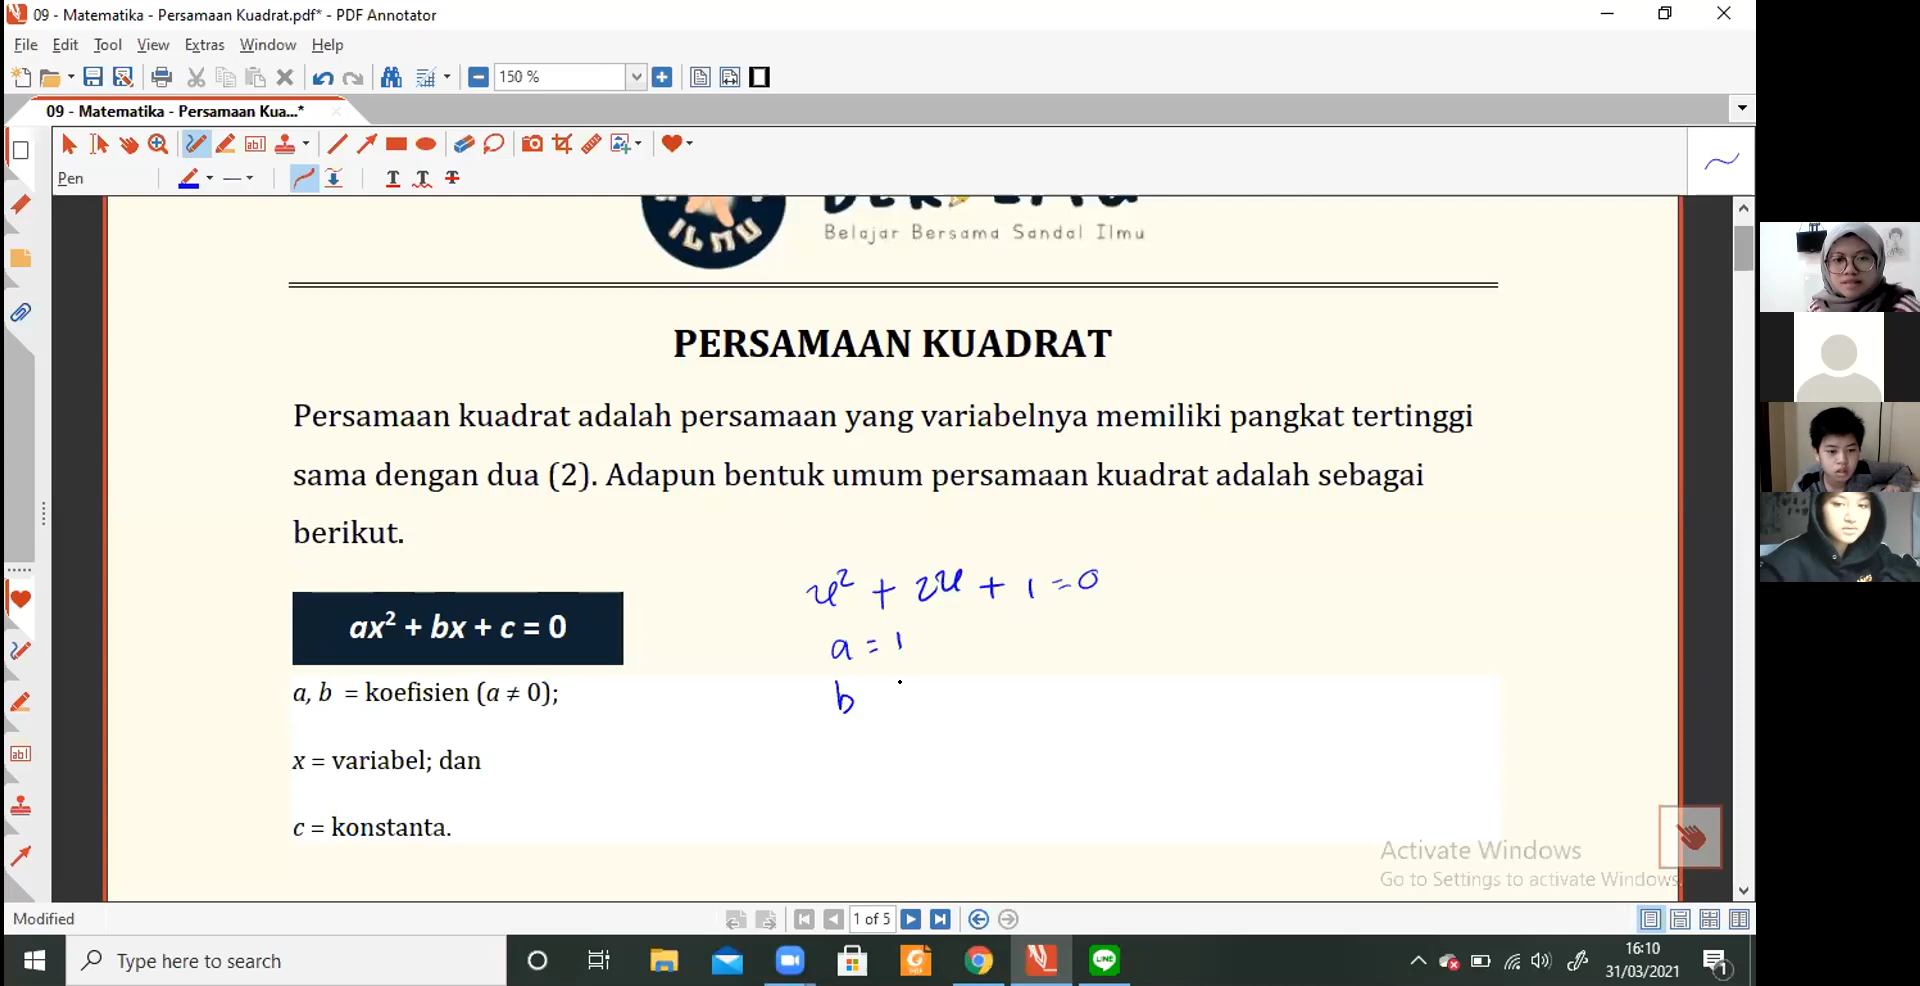 09 - Matematika - Persamaan Kuadrat.pdf* - PDF Annotator
File Edit Tool View Extras Window Help
150 %
09 - Matematika - Persamaan Kua...*
Pen
ILMU
Belajar Bersama Sandal Ilmu
PERSAMAAN KUADRAT
Persamaan kuadrat adalah persamaan yang variabelnya memiliki pangkat tertinggi
sama dengan dua (2). Adapun bentuk umum persamaan kuadrat adalah sebagai
berikut.
x² + 2x + 1 = 0
ax² + bx + c = 0
a = 1
a, b = koefisien (a ≠ 0);
b
x = variabel; dan
c = konstanta.
Activate Windows
Go to Settings to activate Windows.
Modified
1 of 5
Type here to search
16:10
31/03/2021